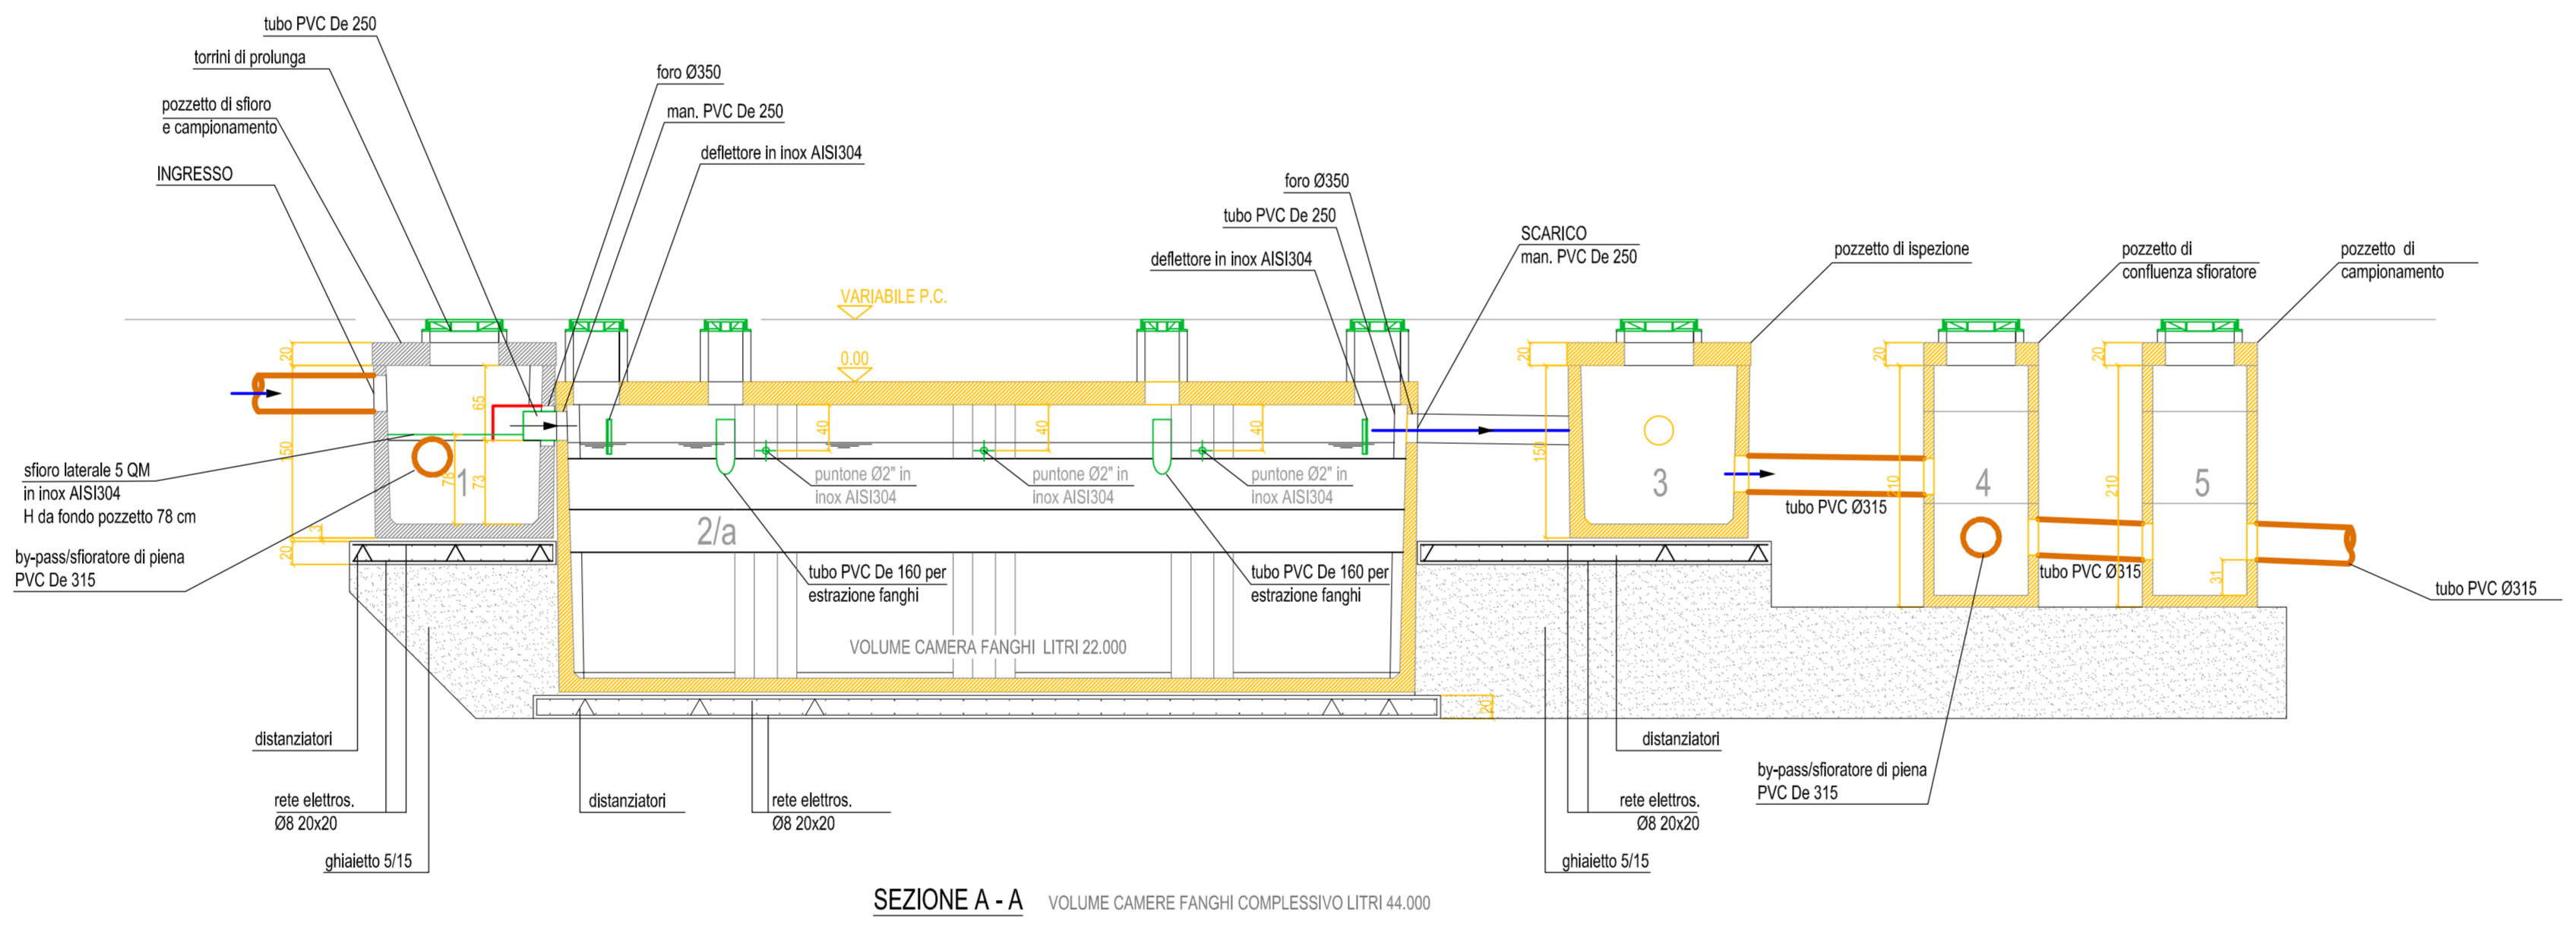 tubo PVC De 250
torrini di prolunga
pozzetto di sfioro
e campionamento
INGRESSO
foro Ø350
man. PVC De 250
deflettore in inox AISI304
foro Ø350
tubo PVC De 250
deflettore in inox AISI304
SCARICO
man. PVC De 250
pozzetto di ispezione
pozzetto di
confluenza sfioratore
pozzetto di
campionamento
VARIABILE P.C.
0.00
20
150
65
78
73
3
20
1
40
40
40
20
150
20
210
20
210
31
20
sfioro laterale 5 QM
in inox AISI304
H da fondo pozzetto 78 cm
by-pass/sfioratore di piena
PVC De 315
puntone Ø2" in
inox AISI304
puntone Ø2" in
inox AISI304
puntone Ø2" in
inox AISI304
2/a
3
4
5
tubo PVC Ø315
tubo PVC Ø315
tubo PVC Ø315
tubo PVC De 160 per
estrazione fanghi
tubo PVC De 160 per
estrazione fanghi
VOLUME CAMERA FANGHI LITRI 22.000
distanziatori
rete elettros.
Ø8 20x20
ghiaietto 5/15
distanziatori
rete elettros.
Ø8 20x20
distanziatori
rete elettros.
Ø8 20x20
ghiaietto 5/15
by-pass/sfioratore di piena
PVC De 315
SEZIONE A - A
VOLUME CAMERE FANGHI COMPLESSIVO LITRI 44.000